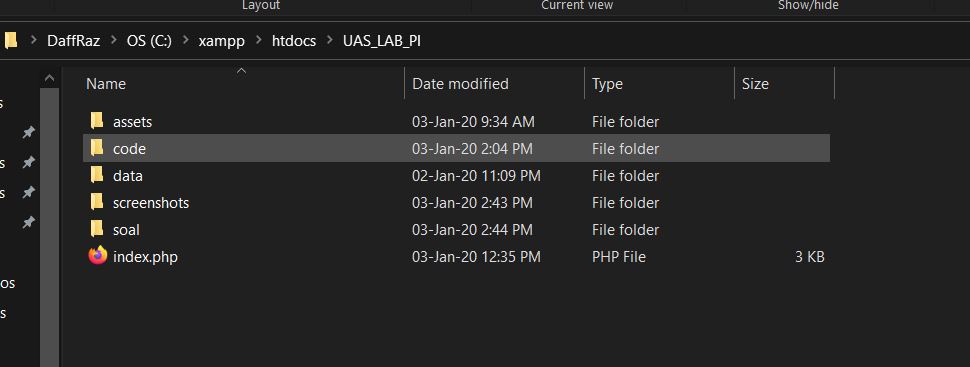 Layout Current view Show/hide
DaffRaz OS (C:) xampp htdocs UAS_LAB_PI
Name Date modified Type Size
assets 03-Jan-20 9:34 AM File folder
code 03-Jan-20 2:04 PM File folder
data 02-Jan-20 11:09 PM File folder
screenshots 03-Jan-20 2:43 PM File folder
soal 03-Jan-20 2:44 PM File folder
index.php 03-Jan-20 12:35 PM PHP File 3 KB